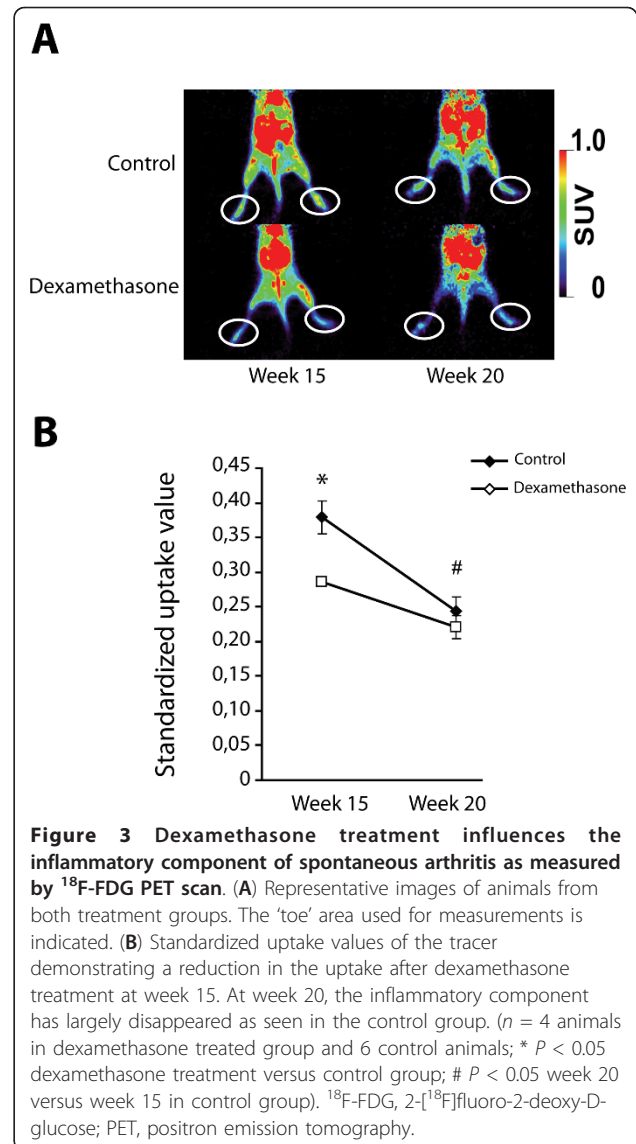 A
Control
Dexamethasone
1.0
SUV
0
Week 15
Week 20
B
Standardized uptake value
0,45
0,40
0,35
0,30
0,25
0,20
0,15
0,10
0,05
0
*
#
Control
Dexamethasone
Week 15
Week 20
Figure 3 Dexamethasone treatment influences the
inflammatory component of spontaneous arthritis as measured
by ¹⁸F-FDG PET scan. (A) Representative images of animals from
both treatment groups. The ‘toe’ area used for measurements is
indicated. (B) Standardized uptake values of the tracer
demonstrating a reduction in the uptake after dexamethasone
treatment at week 15. At week 20, the inflammatory component
has largely disappeared as seen in the control group. (n = 4 animals
in dexamethasone treated group and 6 control animals; * P < 0.05
dexamethasone treatment versus control group; # P < 0.05 week 20
versus week 15 in control group). ¹⁸F-FDG, 2-[¹⁸F]fluoro-2-deoxy-D-
glucose; PET, positron emission tomography.